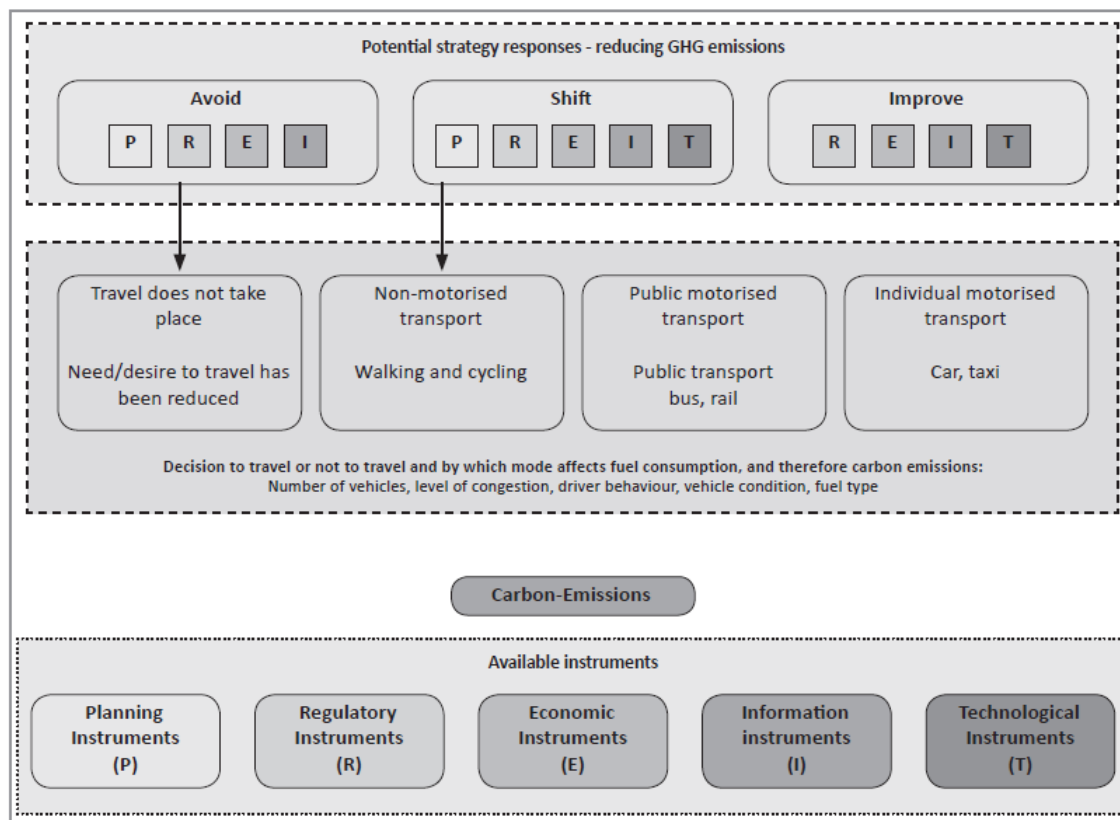 Potential strategy responses - reducing GHG emissions
Avoid
P R E I
Shift
P R E I T
Improve
R E I T
Travel does not take
place
Need/desire to travel has
been reduced
Non-motorised
transport
Walking and cycling
Public motorised
transport
Public transport
bus, rail
Individual motorised
transport
Car, taxi
Decision to travel or not to travel and by which mode affects fuel consumption, and therefore carbon emissions:
Number of vehicles, level of congestion, driver behaviour, vehicle condition, fuel type
Carbon-Emissions
Available instruments
Planning
Instruments
(P)
Regulatory
Instruments
(R)
Economic
Instruments
(E)
Information
instruments
(I)
Technological
Instruments
(T)